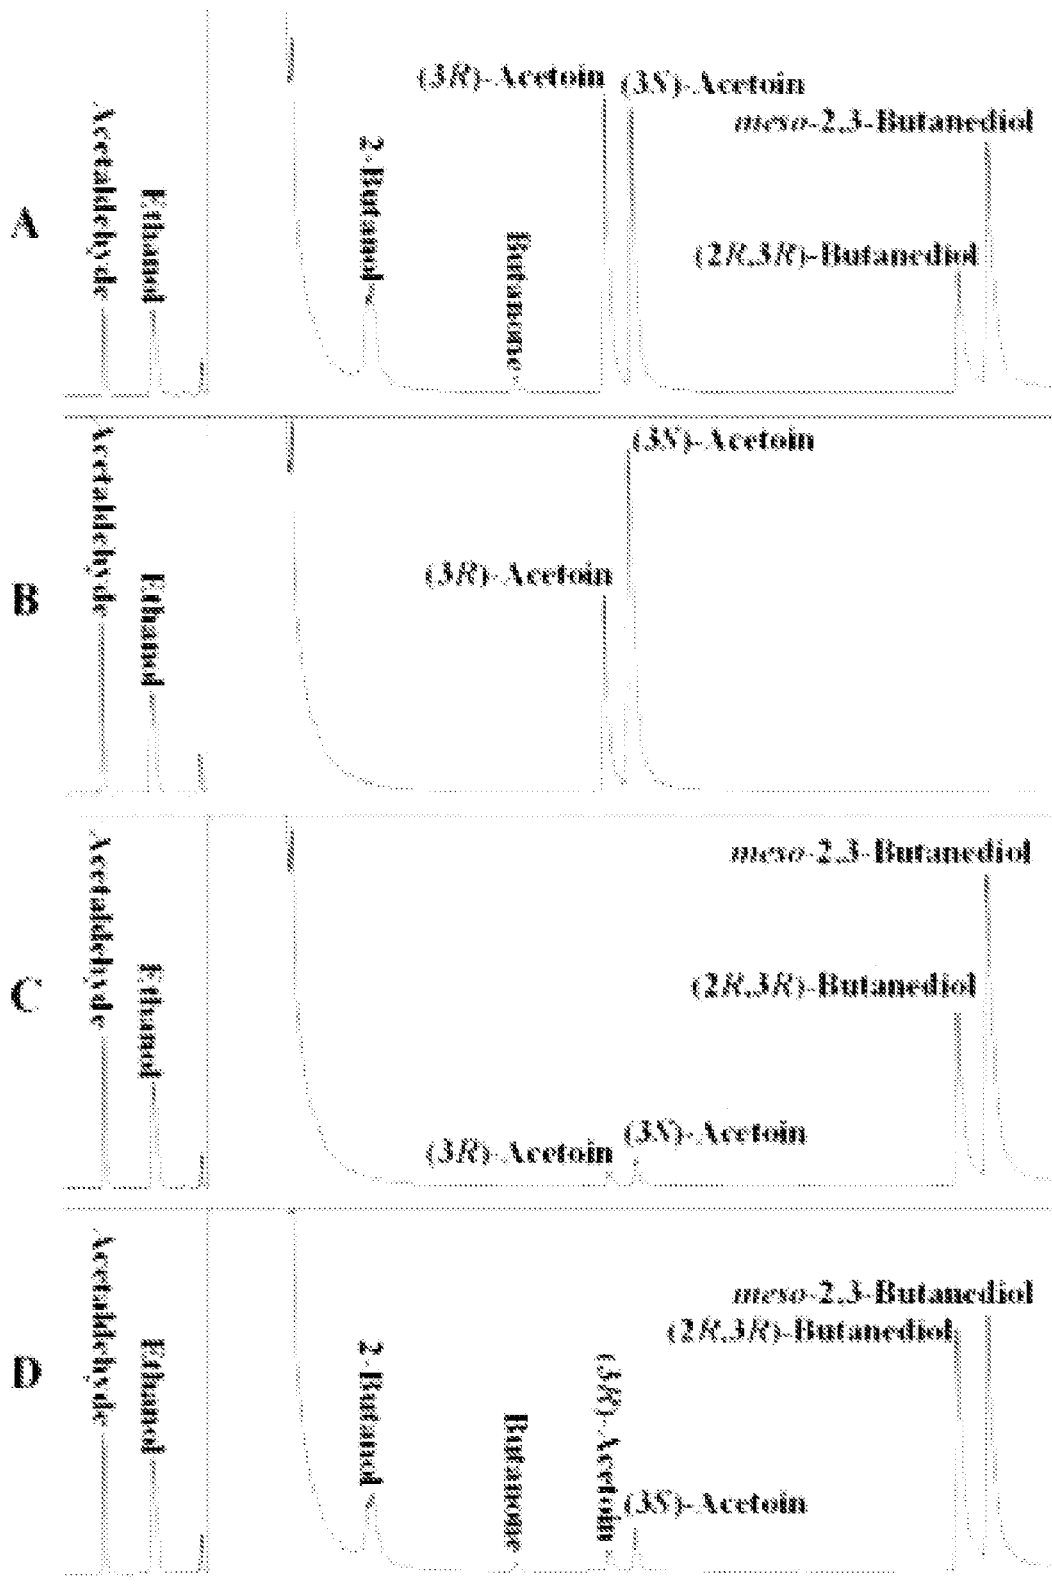 A
Acetaldehyde
Ethanol
2-Butanol
Butanone
(3R)-Acetoin
(3S)-Acetoin
meso-2,3-Butanediol
(2R,3R)-Butanediol
B
Acetaldehyde
Ethanol
(3R)-Acetoin
(3S)-Acetoin
C
Acetaldehyde
Ethanol
(3R)-Acetoin
(3S)-Acetoin
meso-2,3-Butanediol
(2R,3R)-Butanediol
D
Acetaldehyde
Ethanol
2-Butanol
Butanone
(3R)-Acetoin
(3S)-Acetoin
meso-2,3-Butanediol
(2R,3R)-Butanediol